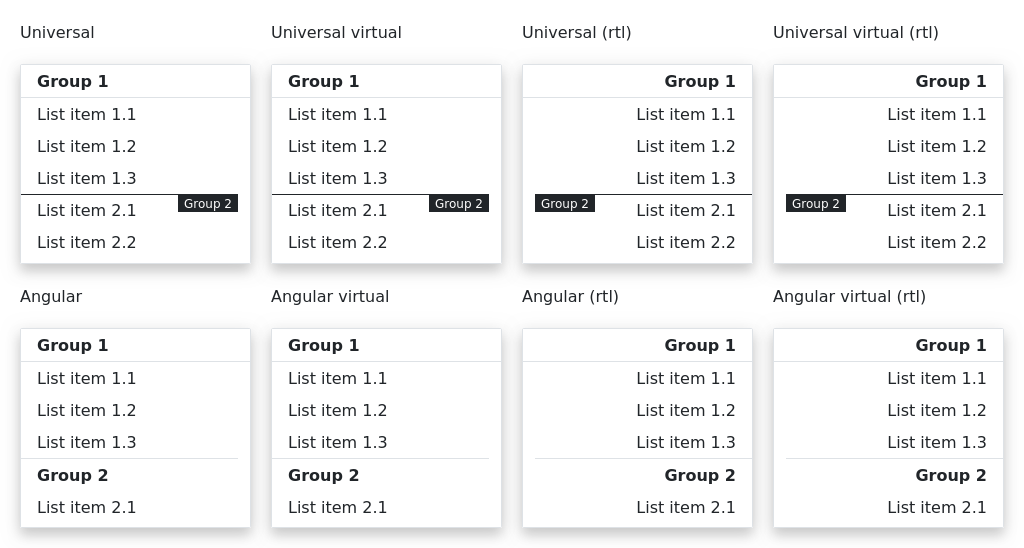 Universal
Group 1
List item 1.1
List item 1.2
List item 1.3
Group 2
List item 2.1
List item 2.2
Universal virtual
Group 1
List item 1.1
List item 1.2
List item 1.3
Group 2
List item 2.1
List item 2.2
Universal (rtl)
Group 1
List item 1.1
List item 1.2
List item 1.3
Group 2
List item 2.1
List item 2.2
Universal virtual (rtl)
Group 1
List item 1.1
List item 1.2
List item 1.3
Group 2
List item 2.1
List item 2.2
Angular
Group 1
List item 1.1
List item 1.2
List item 1.3
Group 2
List item 2.1
Angular virtual
Group 1
List item 1.1
List item 1.2
List item 1.3
Group 2
List item 2.1
Angular (rtl)
Group 1
List item 1.1
List item 1.2
List item 1.3
Group 2
List item 2.1
Angular virtual (rtl)
Group 1
List item 1.1
List item 1.2
List item 1.3
Group 2
List item 2.1